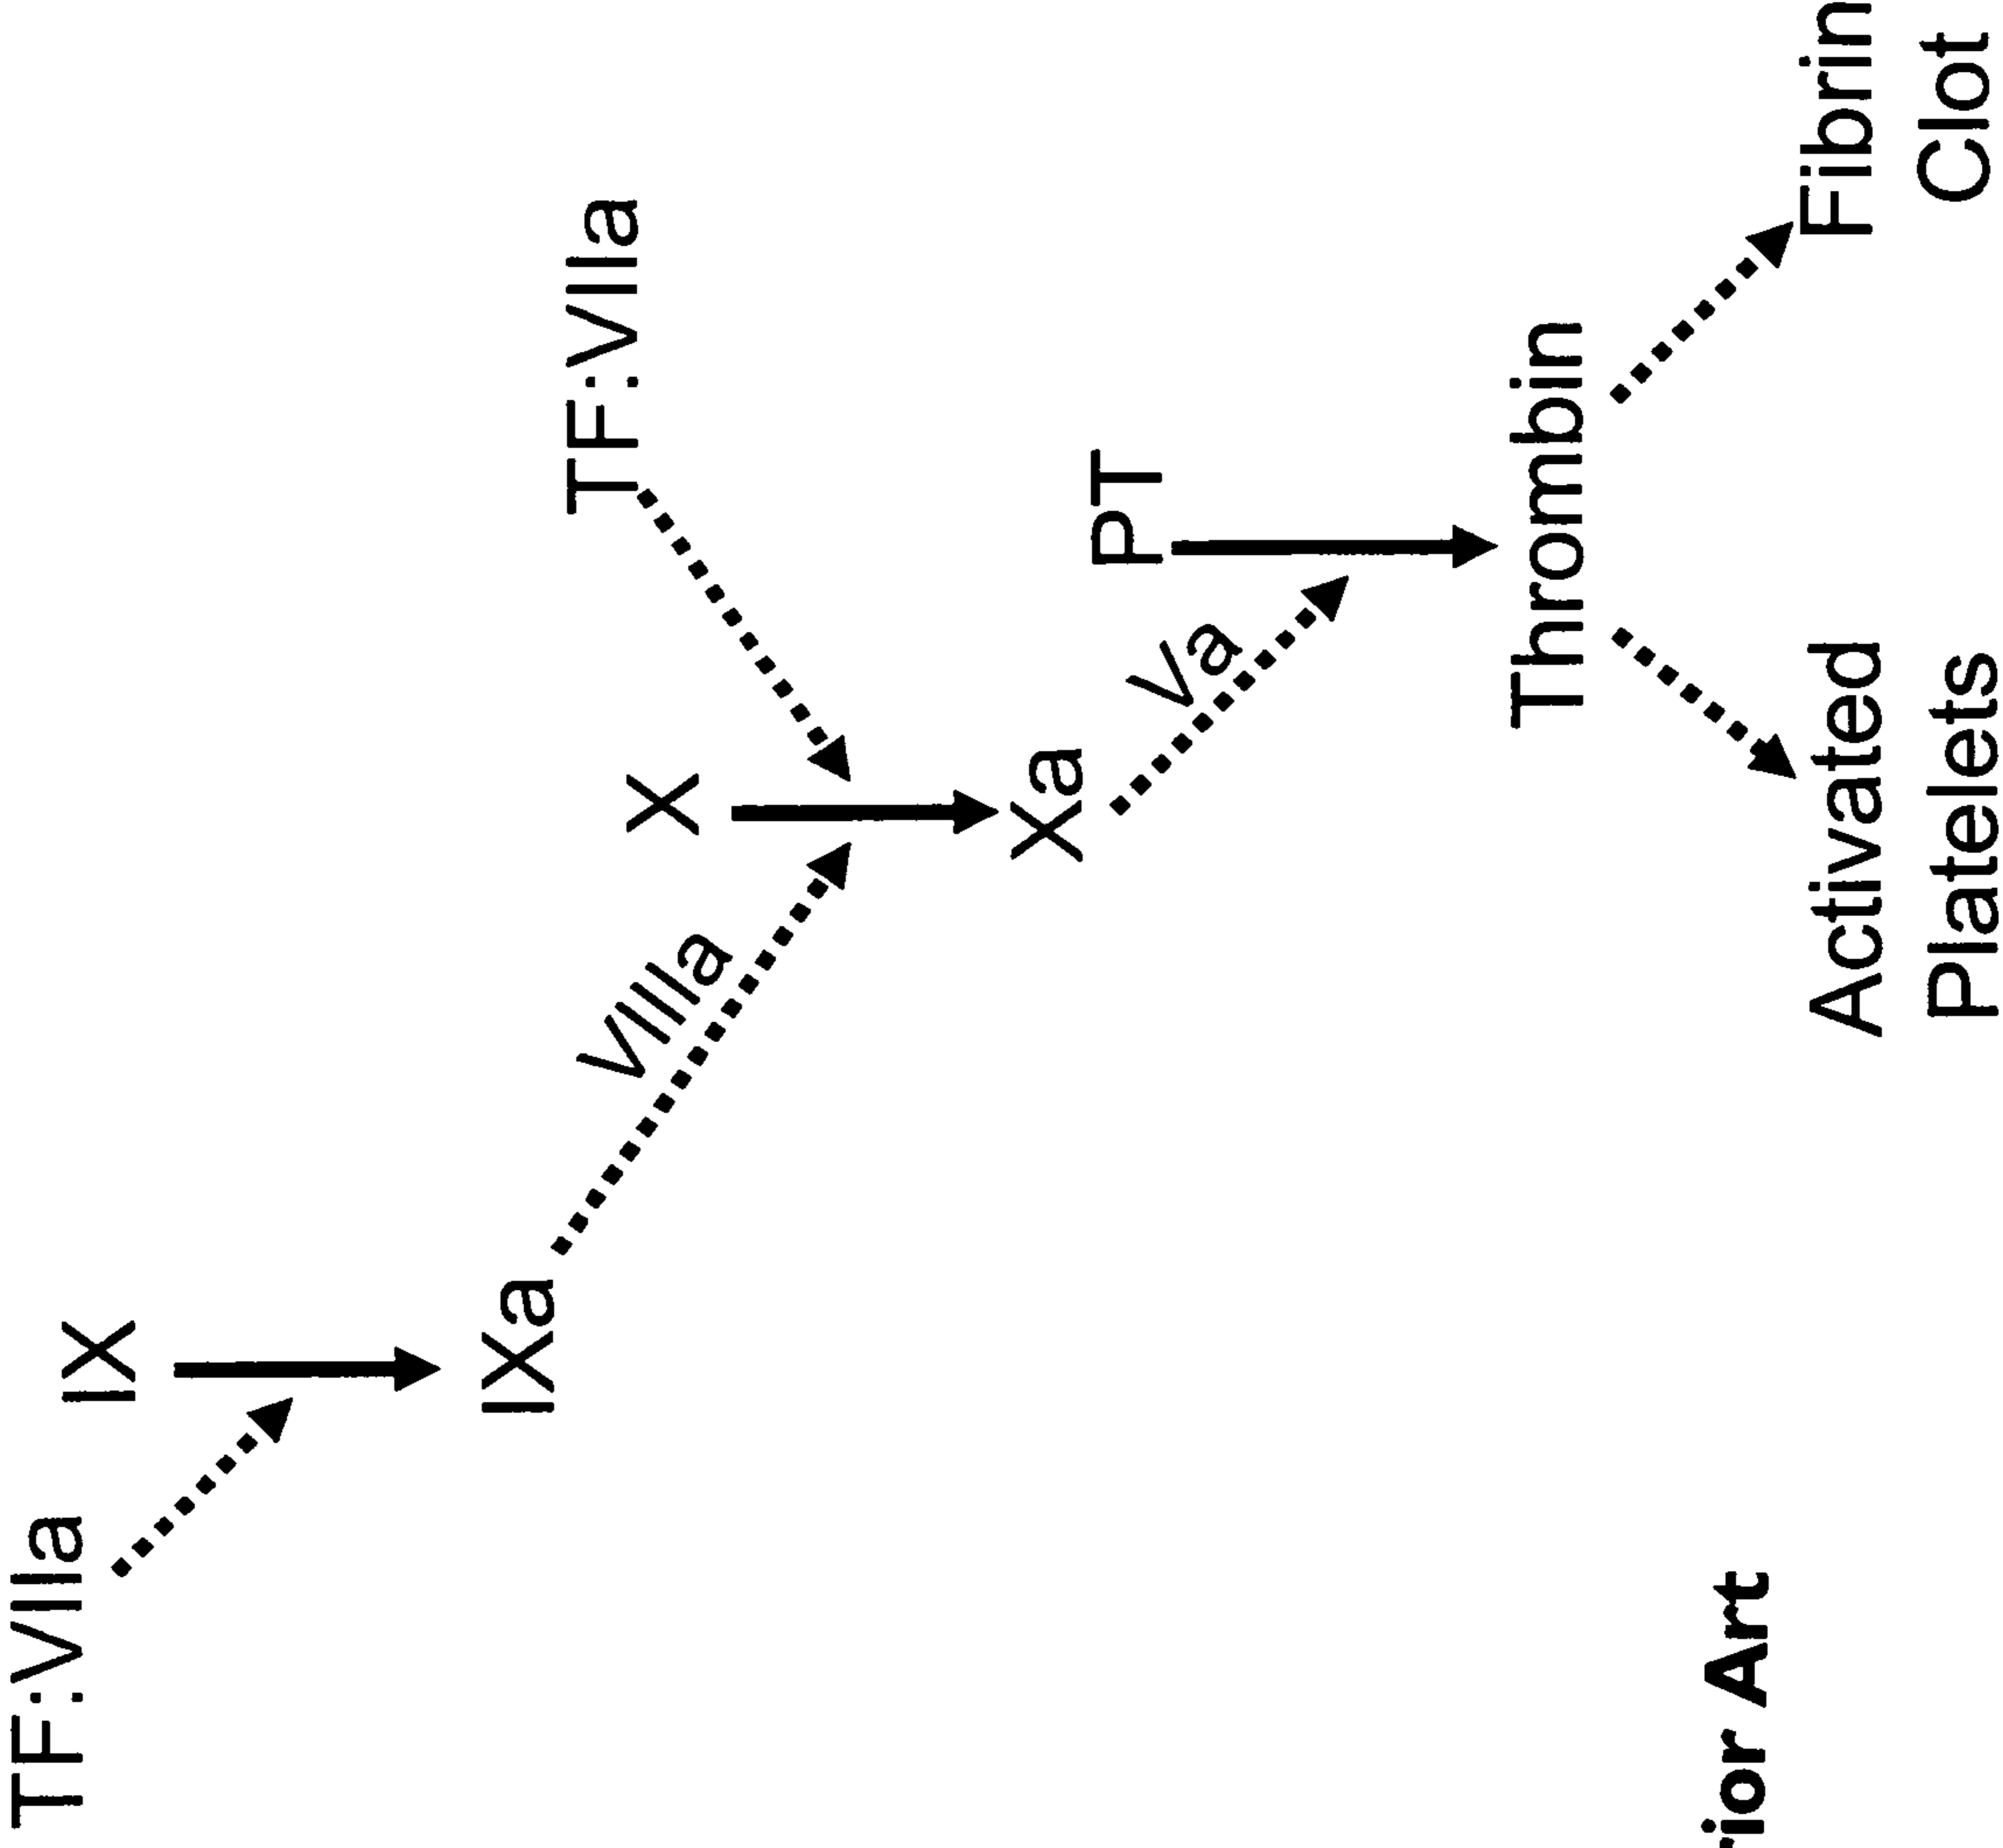 TF:VIIa
IX
IXa
VIIIa
TF:VIIa
X
Xa
Va
PT
Thrombin
Activated
Platelets
Fibrin
Clot
ior Art